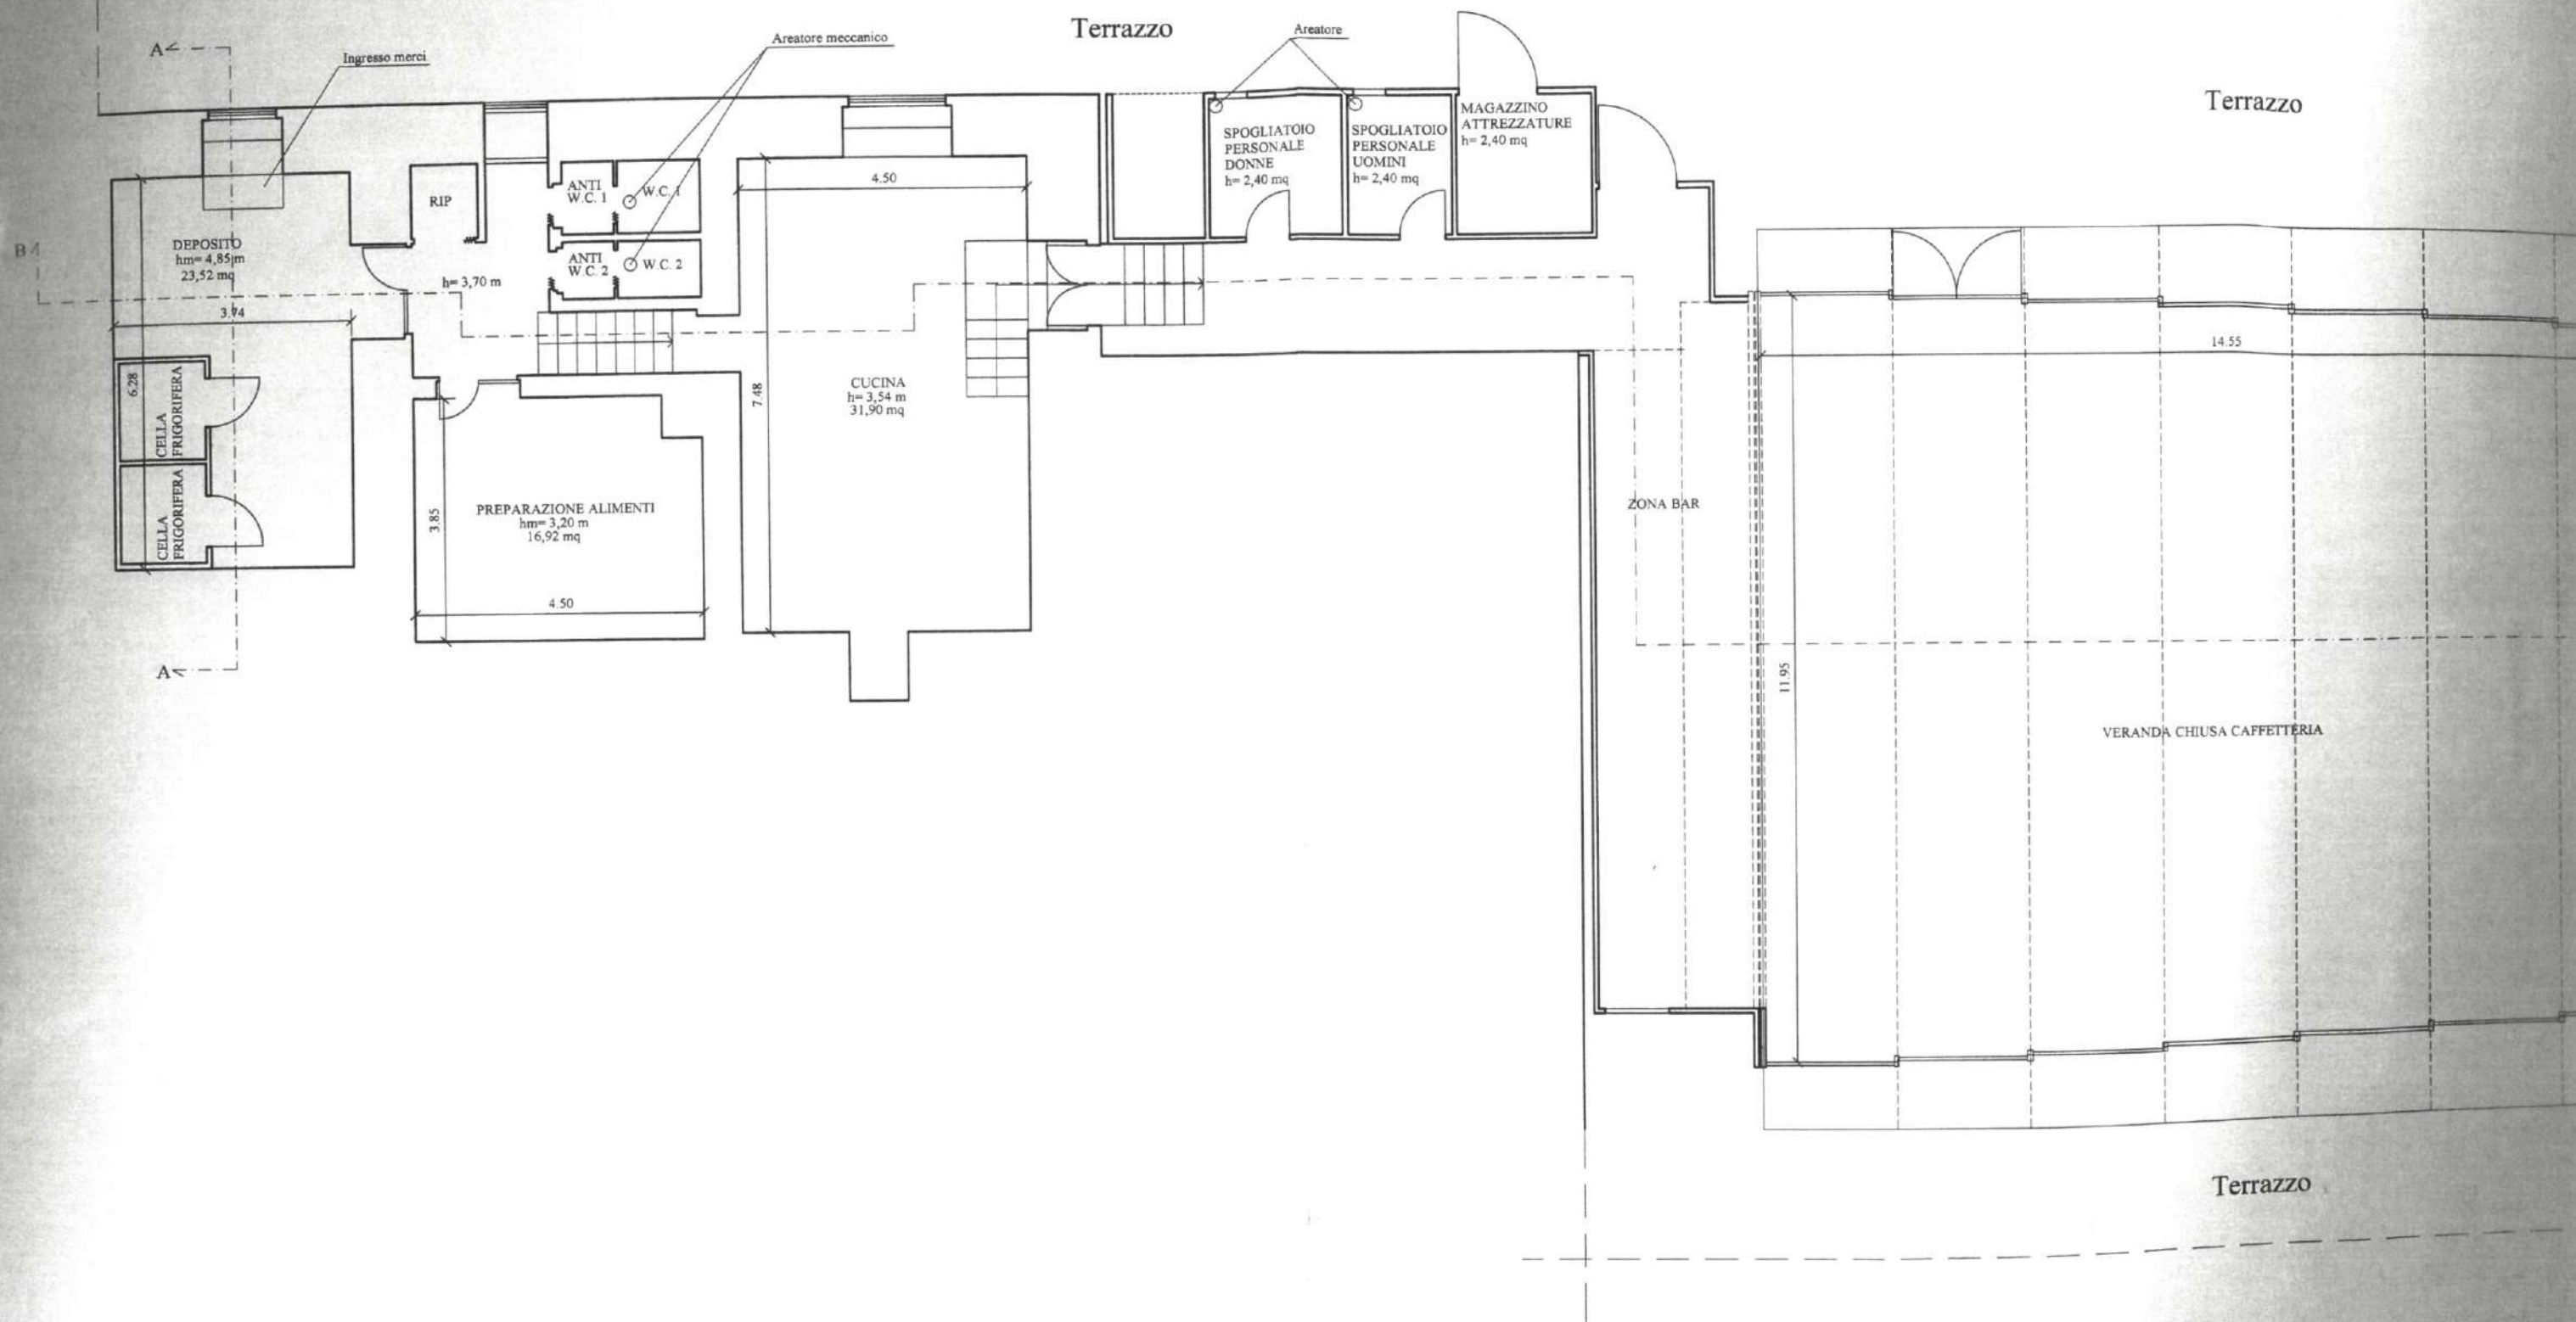 Terrazzo
A
Ingresso merci
Areatore meccanico
Areatore
Terrazzo
MAGAZZINO
ATTREZZATURE
h= 2,40 mq
SPOGLIATOIO
PERSONALE
DONNE
h= 2,40 mq
SPOGLIATOIO
PERSONALE
UOMINI
h= 2,40 mq
ANTI
W.C. 1
W.C. 1
RIP
4.50
B
DEPOSITO
hm= 4,85 m
23,52 mq
ANTI
W.C. 2
W.C. 2
h= 3,70 m
3.74
14.55
6.28
CELLA
FRIGORIFERA
7.48
CUCINA
h= 3,54 m
31,90 mq
CELLA
FRIGORIFERA
3.85
PREPARAZIONE ALIMENTI
hm= 3,20 m
16,92 mq
ZONA BAR
4.50
A
11.95
VERANDA CHIUSA CAFFETTERIA
Terrazzo